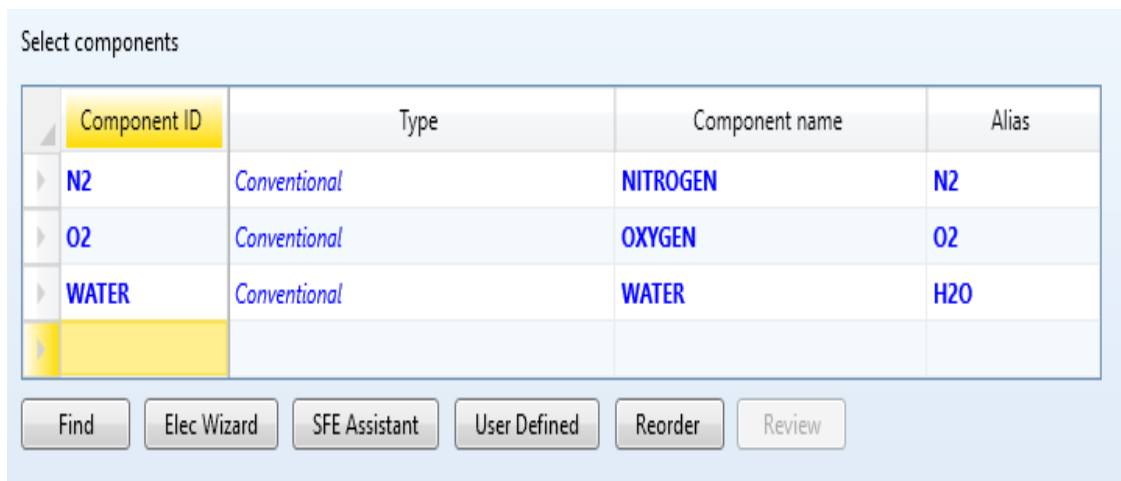 Select components
Component ID Type Component name Alias
N2 Conventional NITROGEN N2
O2 Conventional OXYGEN O2
WATER Conventional WATER H2O
Find Elec Wizard SFE Assistant User Defined Reorder Review